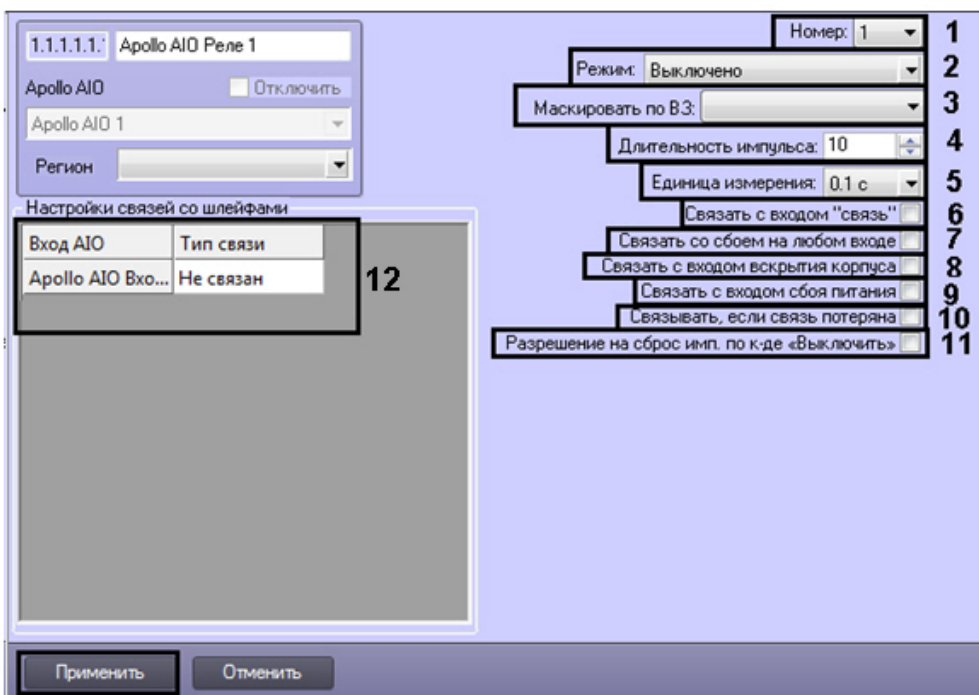 1.1.1.1.1.
Apollo AIO Реле 1
Apollo AIO
Отключить
Apollo AIO 1
Регион
Настройки связей со шлейфами
Вход AIO Тип связи
Apollo AIO Вхо... Не связан
12
Номер: 1 1
Режим: Выключено 2
Маскировать по ВЗ: 3
Длительность импульса: 10 4
Единица измерения: 0.1 с 5
Связать с входом "связь" 6
Связать со сбоем на любом входе 7
Связать с входом вскрытия корпуса 8
Связать с входом сбоя питания 9
Связывать, если связь потеряна 10
Разрешение на сброс имп. по к-де «Выключить» 11
Применить Отменить